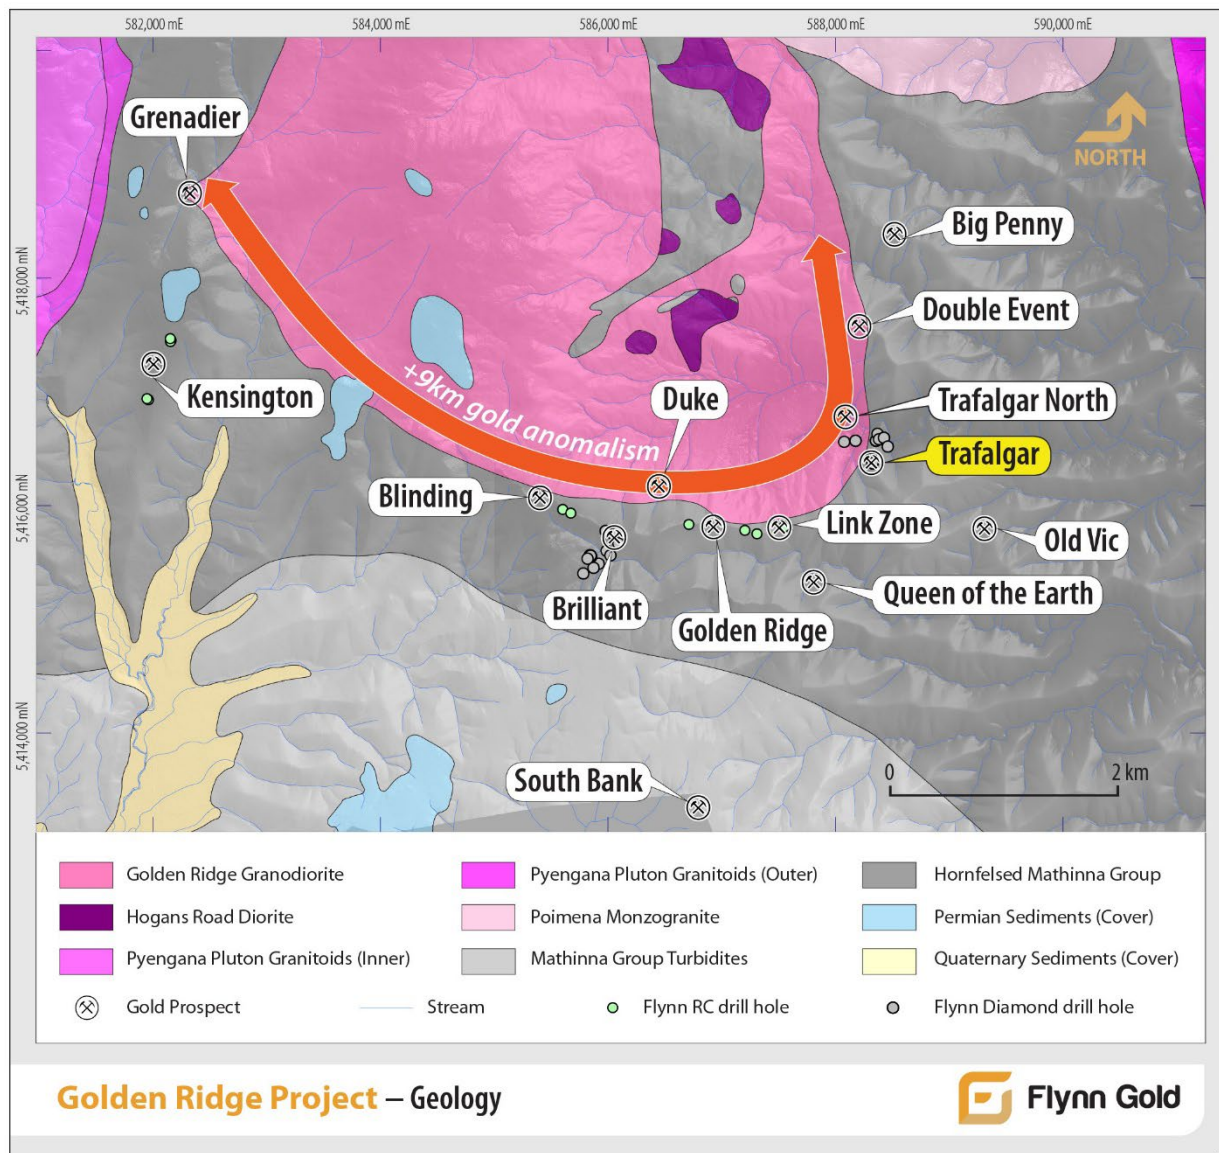 582,000 mE
584,000 mE
586,000 mE
588,000 mE
590,000 mE
Grenadier
NORTH
Big Penny
5,418,000 mN
Double Event
Kensington
+9km gold anomalism
Duke
Trafalgar North
Trafalgar
Blinding
5,416,000 mN
Link Zone
Old Vic
Brilliant
Golden Ridge
Queen of the Earth
5,414,000 mN
South Bank
0
2 km
Golden Ridge Granodiorite
Pyengana Pluton Granitoids (Outer)
Hornfelsed Mathinna Group
Hogans Road Diorite
Poimena Monzogranite
Permian Sediments (Cover)
Pyengana Pluton Granitoids (Inner)
Mathinna Group Turbidites
Quaternary Sediments (Cover)
Gold Prospect
Stream
Flynn RC drill hole
Flynn Diamond drill hole
Golden Ridge Project – Geology
Flynn Gold